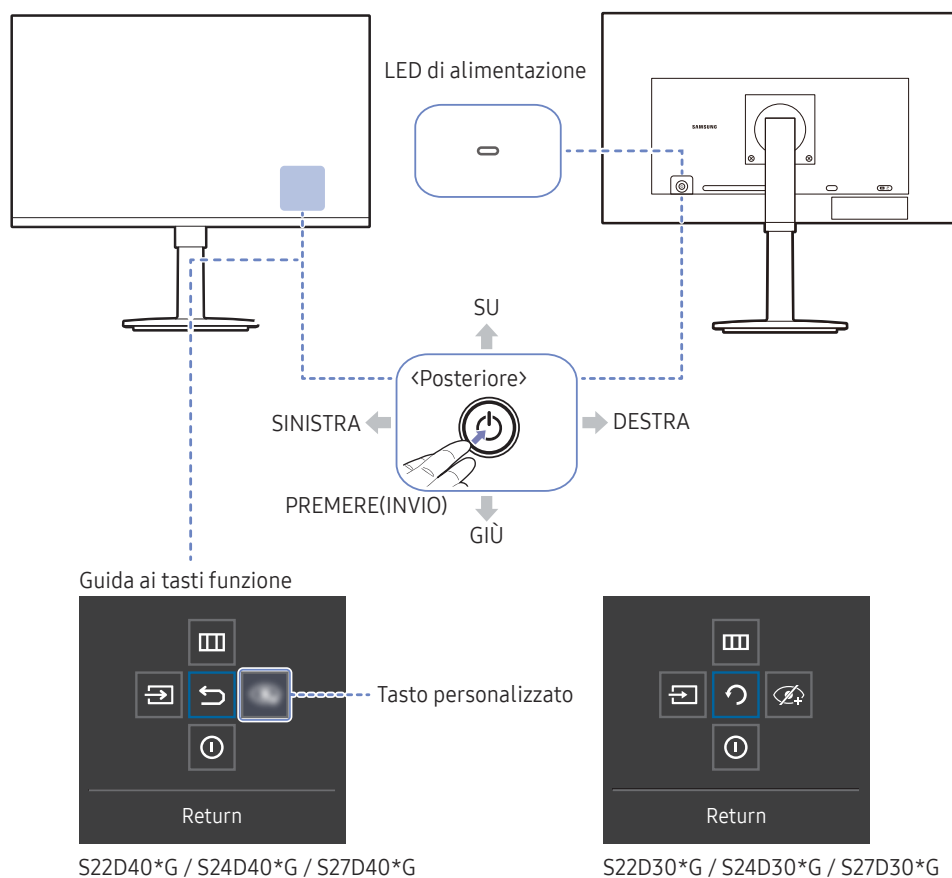 LED di alimentazione
SAMSUNG
SU
<Posteriore>
SINISTRA
DESTRA
PREMERE(INVIO)
GIÙ
Guida ai tasti funzione
Tasto personalizzato
Return
Return
S22D40*G / S24D40*G / S27D40*G
S22D30*G / S24D30*G / S27D30*G